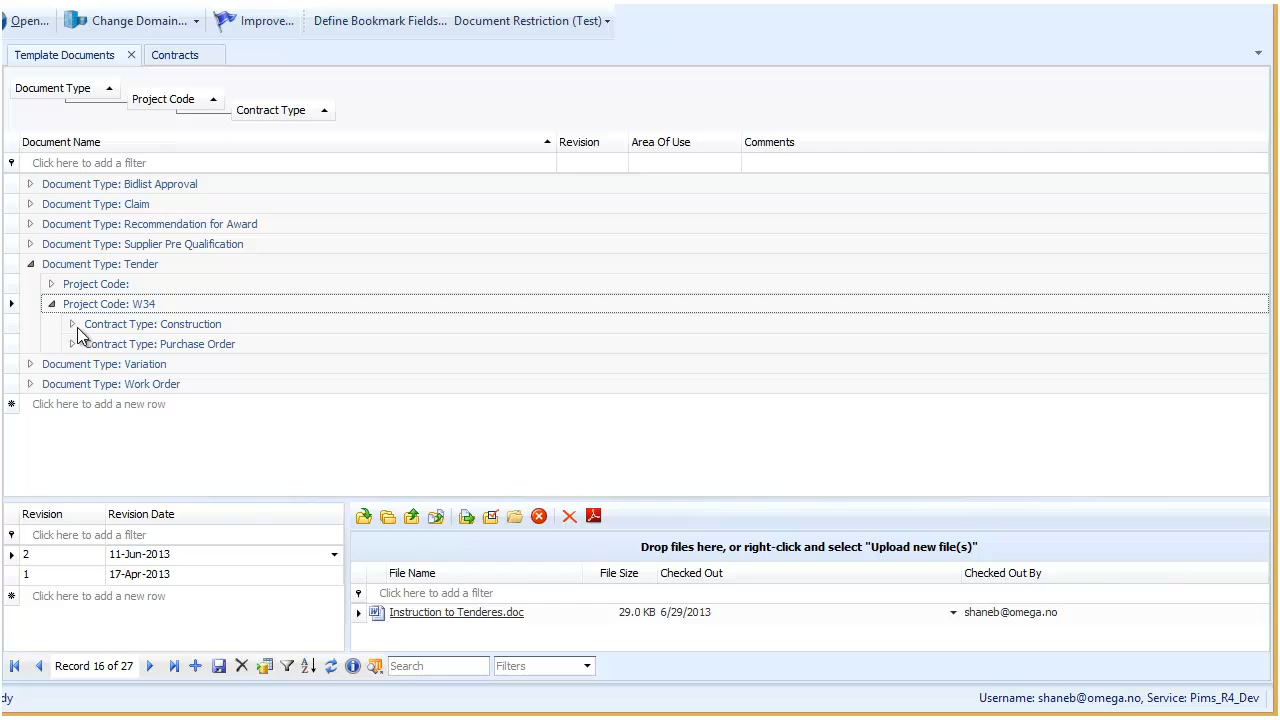 Open... Change Domain... Improve... Define Bookmark Fields... Document Restriction (Test)
Template Documents Contracts
Document Type
Project Code
Contract Type
Document Name Revision Area Of Use Comments
Click here to add a filter
Document Type: Bidlist Approval
Document Type: Claim
Document Type: Recommendation for Award
Document Type: Supplier Pre Qualification
Document Type: Tender
Project Code:
Project Code: W34
Contract Type: Construction
Contract Type: Purchase Order
Document Type: Variation
Document Type: Work Order
Click here to add a new row
Revision Revision Date
Click here to add a filter
2 11-Jun-2013
1 17-Apr-2013
Click here to add a new row
Drop files here, or right-click and select "Upload new file(s)"
File Name File Size Checked Out Checked Out By
Click here to add a filter
Instruction to Tenderes.doc 29.0 KB 6/29/2013 shaneb@omega.no
Record 16 of 27 Search Filters
dy Username: shaneb@omega.no, Service: Pims_R4_Dev